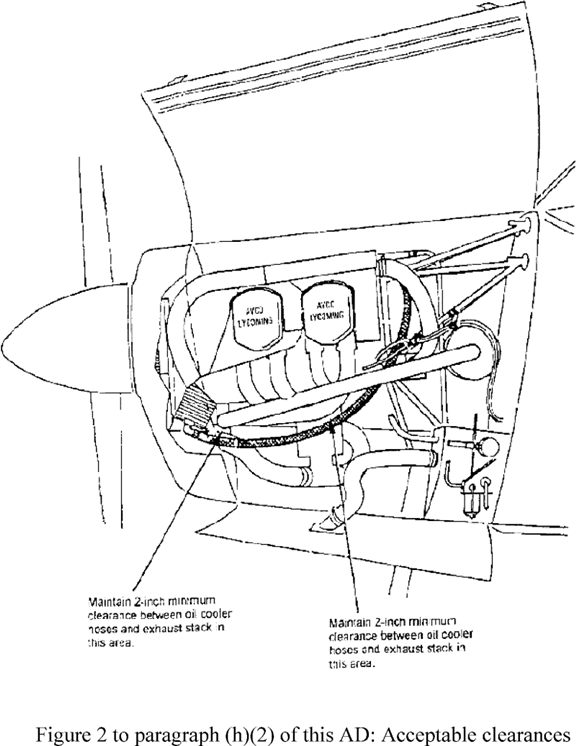 AVCO
LYCOMING
AVCO
LYCOMING
Maintain 2-inch minimum
clearance between oil cooler
hoses and exhaust stack in
this area.
Maintain 2-inch minimum
clearance between oil cooler
hoses and exhaust stack in
this area.
Figure 2 to paragraph (h)(2) of this AD: Acceptable clearances